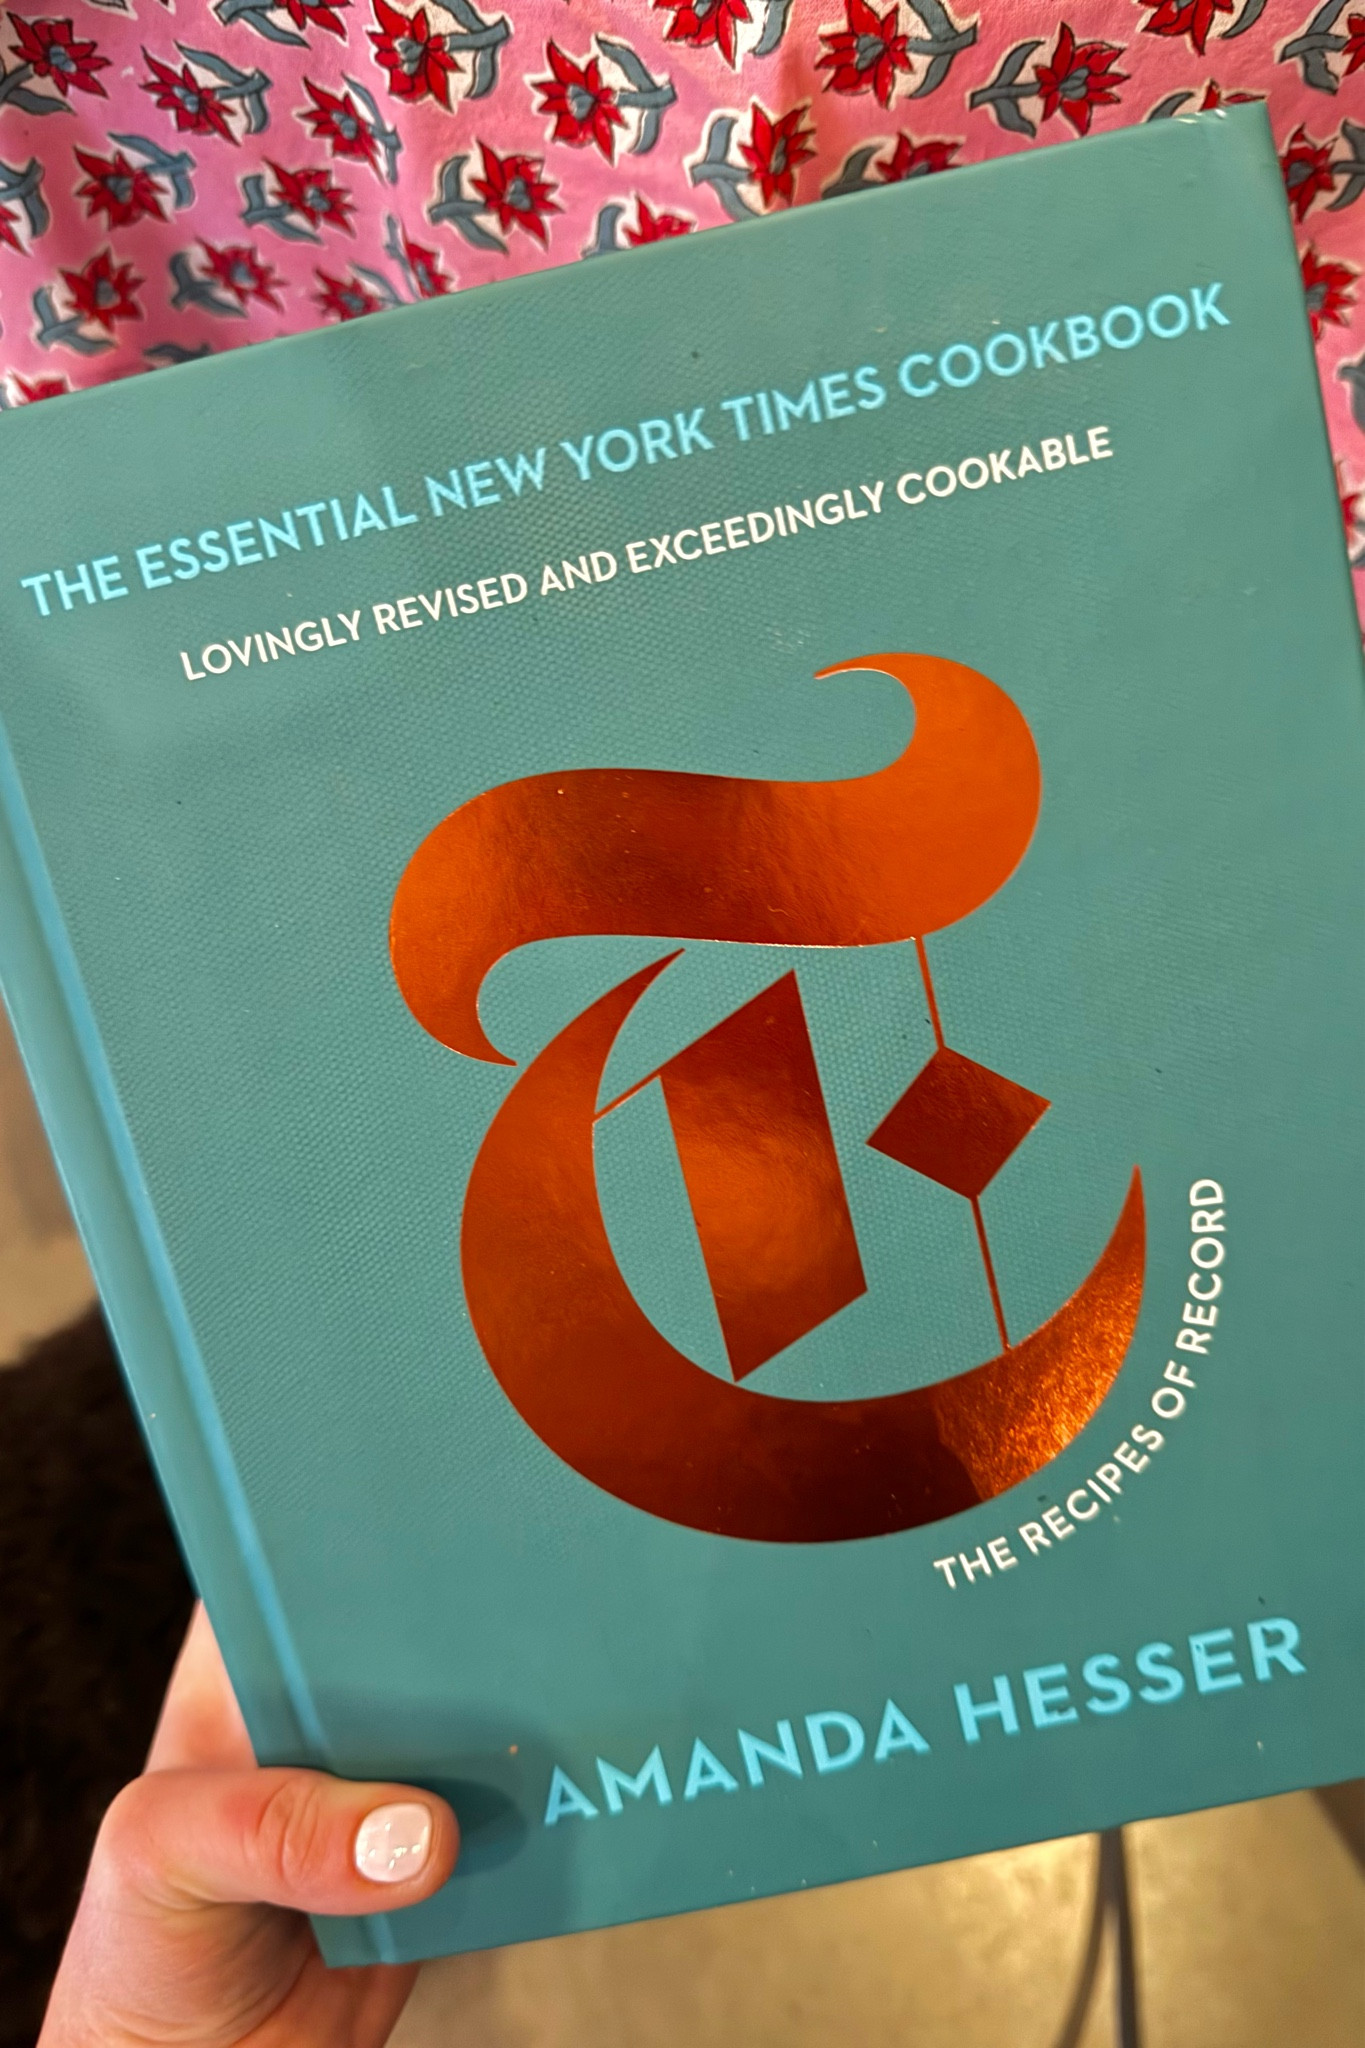 THE ESSENTIAL NEW YORK TIMES COOKBOOK
LOVINGLY REVISED AND EXCEEDINGLY COOKABLE
T
THE RECIPES OF RECORD
AMANDA HESSER